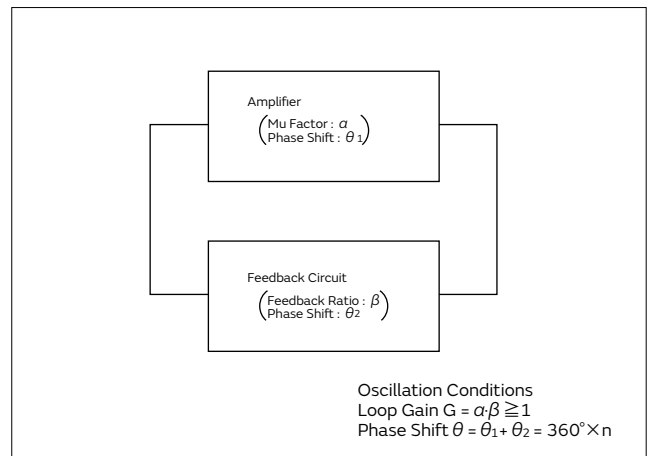 Amplifier
(Mu Factor : α
Phase Shift : θ1)
Feedback Circuit
(Feedback Ratio : β
Phase Shift : θ2)
Oscillation Conditions
Loop Gain G = α·β ≧ 1
Phase Shift θ = θ1 + θ2 = 360° × n